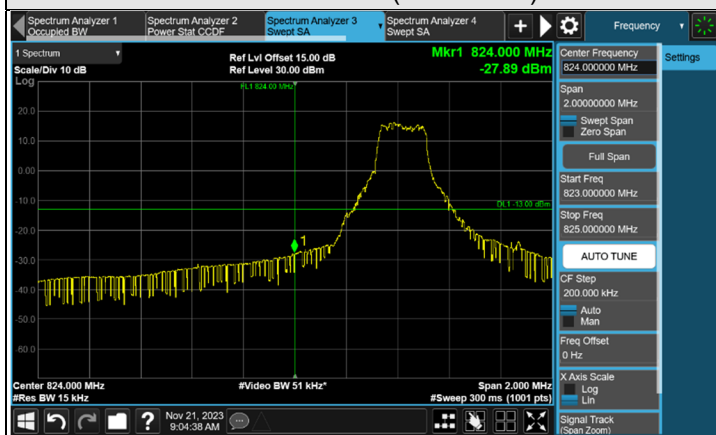 Spectrum Analyzer 1
Occupied BW
Spectrum Analyzer 2
Power Stat CCDF
Spectrum Analyzer 3
Swept SA
Spectrum Analyzer 4
Swept SA
+
Frequency
1 Spectrum
Scale/Div 10 dB
Log
Ref Lvl Offset 15.00 dB
Ref Level 30.00 dBm
Mkr1 824.000 MHz
-27.89 dBm
FL1 824.00 MHz
20.0
10.0
0.00
-10.0
-20.0
-30.0
-40.0
-50.0
-60.0
DL1 -13.00 dBm
1
Center 824.000 MHz
#Res BW 15 kHz
#Video BW 51 kHz*
Span 2.000 MHz
#Sweep 300 ms (1001 pts)
Center Frequency
824.000000 MHz
Settings
Span
2.00000000 MHz
Swept Span
Zero Span
Full Span
Start Freq
823.000000 MHz
Stop Freq
825.000000 MHz
AUTO TUNE
CF Step
200.000 kHz
Auto
Man
Freq Offset
0 Hz
X Axis Scale
Log
Lin
Signal Track
(Span Zoom)
?
Nov 21, 2023
9:04:38 AM